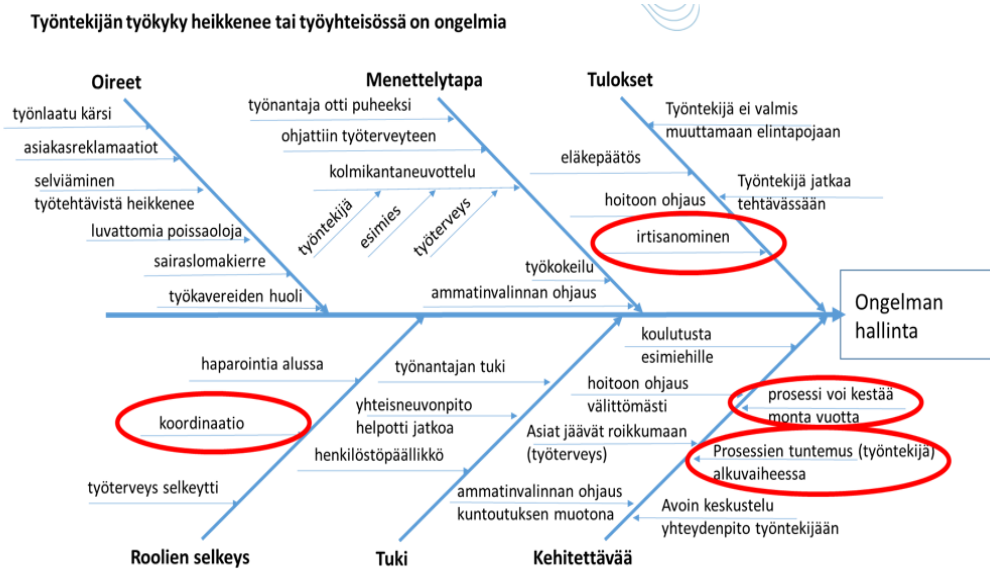 Työntekijän työkyky heikkenee tai työyhteisössä on ongelmia
Oireet
työnlaatu kärsi
asiakasreklamaatiot
selviäminen
työtehtävistä heikkenee
luvattomia poissaoloja
sairaslomakierre
työkavereiden huoli
Menettelytapa
työnantaja otti puheeksi
ohjattiin työterveyteen
kolmikantaneuvottelu
työntekijä
esimies
työterveys
työkokeilu
ammatinvalinnan ohjaus
Tulokset
Työntekijä ei valmis
muuttamaan elintapojaan
eläkepäätös
Työntekijä jatkaa
tehtävässään
hoitoon ohjaus
irtisanominen
Ongelman
hallinta
haparointia alussa
koordinaatio
työterveys selkeytti
Roolien selkeys
työnantajan tuki
yhteisneuvonpito
helpotti jatkoa
henkilöstöpäällikkö
Tuki
koulutusta
esimiehille
hoitoon ohjaus
välittömästi
prosessi voi kestää
monta vuotta
Asiat jäävät roikkumaan
(työterveys)
Prosessien tuntemus (työntekijä)
alkuvaiheessa
ammatinvalinnan ohjaus
kuntoutuksen muotona
Avoin keskustelu
yhteydenpito työntekijään
Kehitettävää